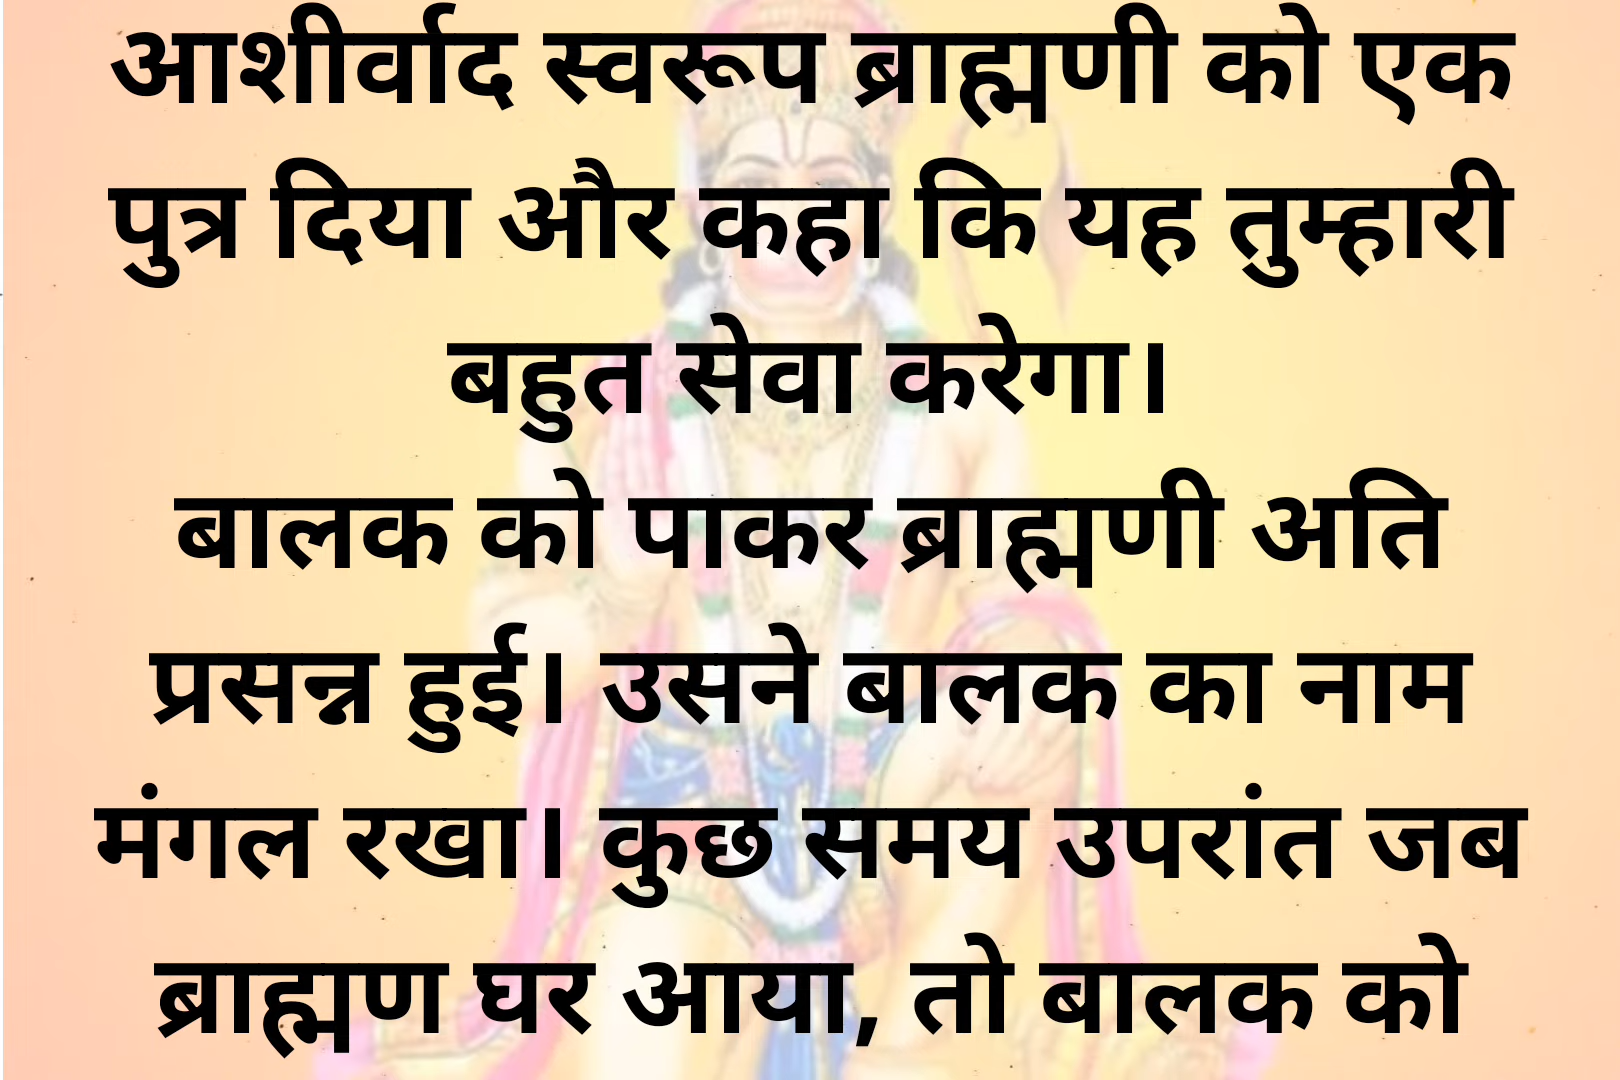 आशीर्वाद स्वरूप ब्राह्मणी को एक
पुत्र दिया और कहा कि यह तुम्हारी
बहुत सेवा करेगा।
बालक को पाकर ब्राह्मणी अति
प्रसन्न हुई। उसने बालक का नाम
मंगल रखा। कुछ समय उपरांत जब
ब्राह्मण घर आया, तो बालक को